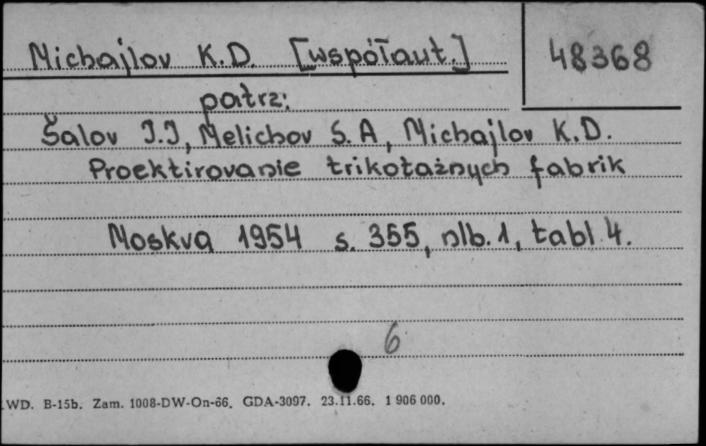 Michajlov K.D. [współaut.]
48368
patrz:
Šalov I.I, Melichov S.A, Michajlov K.D.
Proektirovanie trikotażnych fabrik
Moskva 1954 s. 355, nlb. 1, tabl. 4.
6
WD. B-15b. Zam. 1008-DW-On-66. GDA-3097. 23.11.66. 1 906 000.